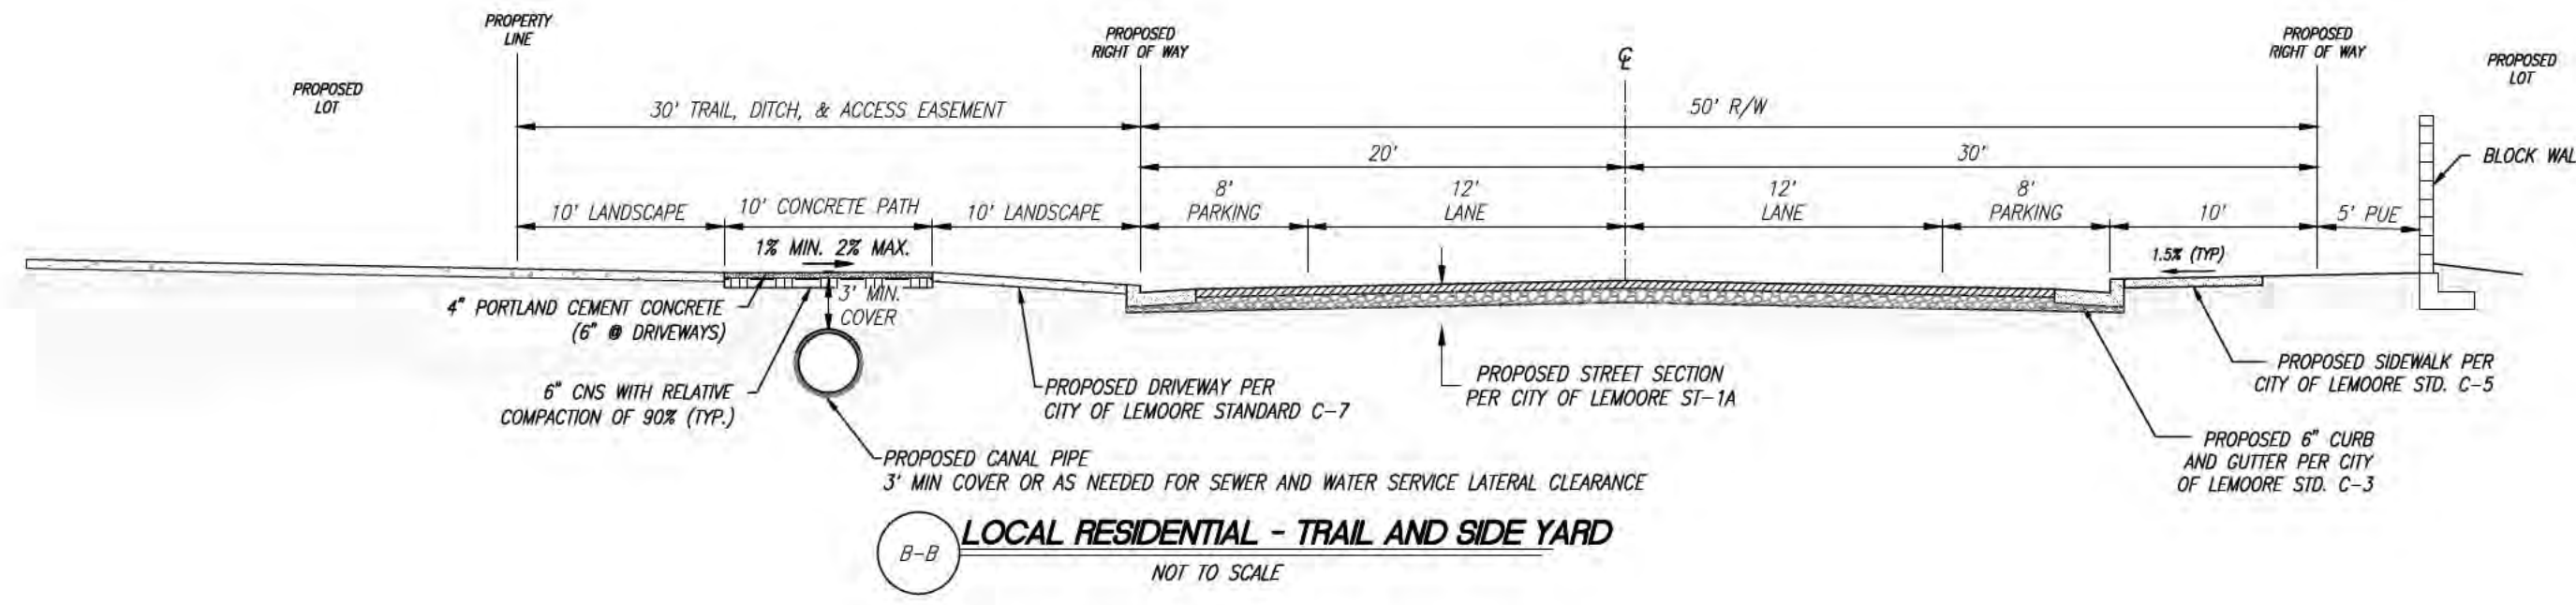 PROPERTY
LINE
PROPOSED
RIGHT OF WAY
℄
PROPOSED
RIGHT OF WAY
PROPOSED
LOT
PROPOSED
LOT
30' TRAIL, DITCH, & ACCESS EASEMENT
50' R/W
20'
30'
BLOCK WAL
10' LANDSCAPE
10' CONCRETE PATH
10' LANDSCAPE
8'
PARKING
12'
LANE
12'
LANE
8'
PARKING
10'
5' PUE
1% MIN. 2% MAX.
1.5% (TYP)
4" PORTLAND CEMENT CONCRETE
(6" @ DRIVEWAYS)
3' MIN.
COVER
6" CNS WITH RELATIVE
COMPACTION OF 90% (TYP.)
PROPOSED DRIVEWAY PER
CITY OF LEMOORE STANDARD C-7
PROPOSED STREET SECTION
PER CITY OF LEMOORE ST-1A
PROPOSED SIDEWALK PER
CITY OF LEMOORE STD. C-5
PROPOSED 6" CURB
AND GUTTER PER CITY
OF LEMOORE STD. C-3
PROPOSED CANAL PIPE
3' MIN COVER OR AS NEEDED FOR SEWER AND WATER SERVICE LATERAL CLEARANCE
B-B
LOCAL RESIDENTIAL - TRAIL AND SIDE YARD
NOT TO SCALE